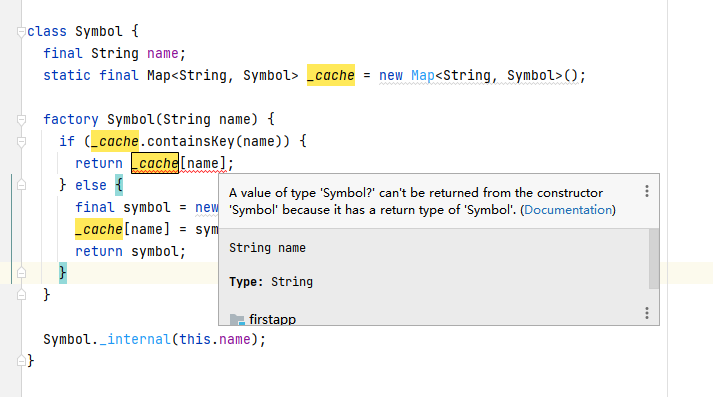 class Symbol {
final String name;
static final Map<String, Symbol> _cache = new Map<String, Symbol>();
factory Symbol(String name) {
if (_cache.containsKey(name)) {
return _cache[name];
} else {
final symbol = new
_cache[name] = sym
return symbol;
}
}
Symbol._internal(this.name);
}
A value of type 'Symbol?' can't be returned from the constructor
'Symbol' because it has a return type of 'Symbol'. (Documentation)
String name
Type: String
firstapp